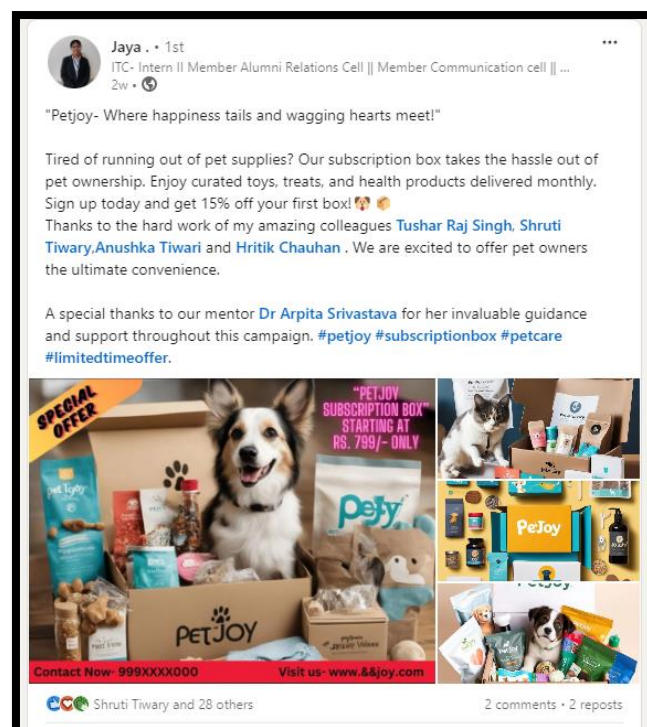 Jaya . • 1st
ITC- Intern II Member Alumni Relations Cell || Member Communication cell || ...
2w •
"Petjoy- Where happiness tails and wagging hearts meet!"
Tired of running out of pet supplies? Our subscription box takes the hassle out of
pet ownership. Enjoy curated toys, treats, and health products delivered monthly.
Sign up today and get 15% off your first box!🐶 📦
Thanks to the hard work of my amazing colleagues Tushar Raj Singh, Shruti
Tiwary,Anushka Tiwari and Hritik Chauhan . We are excited to offer pet owners
the ultimate convenience.
A special thanks to our mentor Dr Arpita Srivastava for her invaluable guidance
and support throughout this campaign. #petjoy #subscriptionbox #petcare
#limitedtimeoffer.
SPECIAL
OFFER
"PETJOY
SUBSCRIPTION BOX"
STARTING AT
RS. 799/- ONLY
PETJOY
Contact Now- 999XXXX000
Visit us- www.&&joy.com
PeJoy
Shruti Tiwary and 28 others
2 comments • 2 reposts